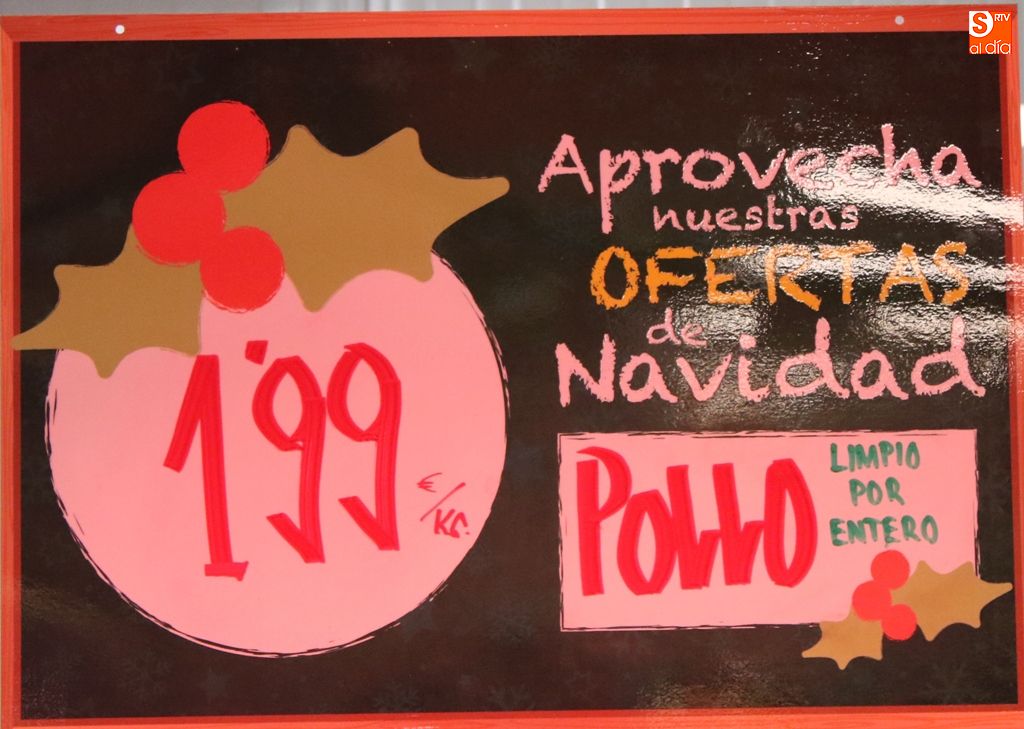 S RTV
al día
Aprovecha
nuestras
OFERTAS
de
Navidad
1'99
€/KG.
POLLO
LIMPIO
POR
ENTERO